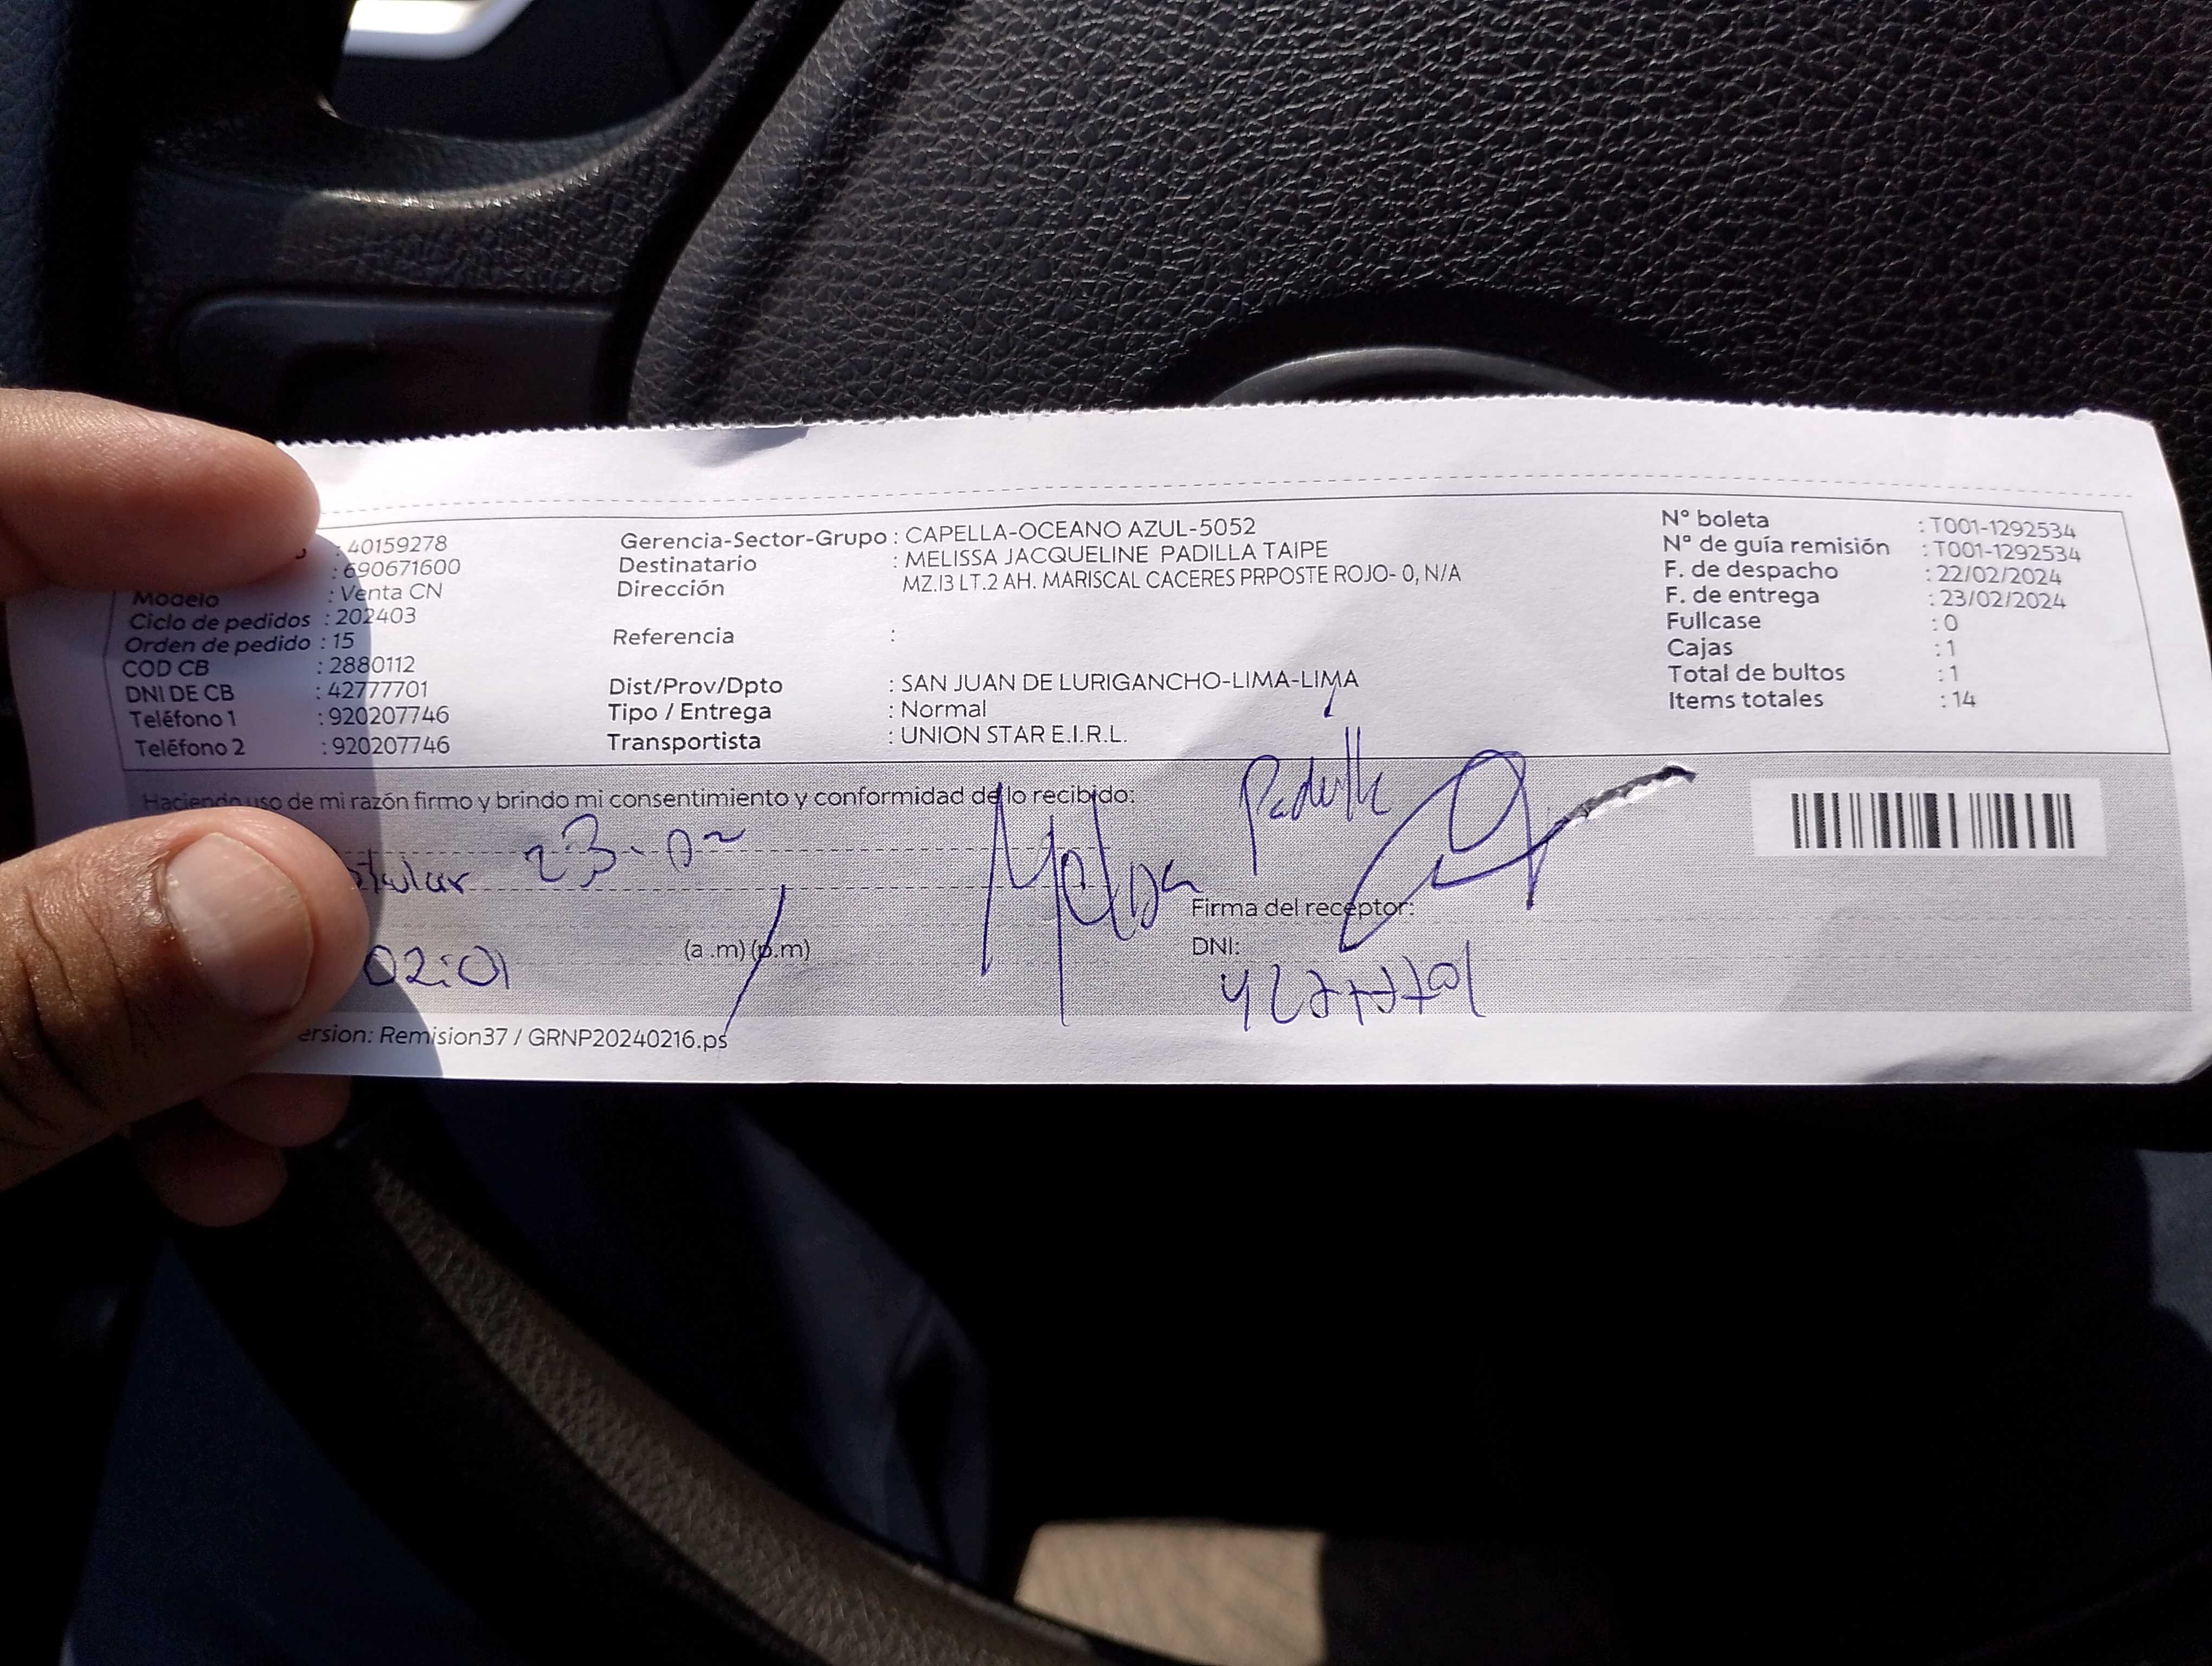 : 40159278
: 690671600
Modelo : Venta CN
Ciclo de pedidos : 202403
Orden de pedido : 15
COD CB : 2880112
DNI DE CB : 42777701
Teléfono 1 : 920207746
Teléfono 2 : 920207746
Gerencia-Sector-Grupo : CAPELLA-OCEANO AZUL-5052
Destinatario : MELISSA JACQUELINE PADILLA TAIPE
Dirección MZ.I3 LT.2 AH. MARISCAL CACERES PRPOSTE ROJO- 0, N/A
Referencia :
Dist/Prov/Dpto : SAN JUAN DE LURIGANCHO-LIMA-LIMA
Tipo / Entrega : Normal
Transportista : UNION STAR E.I.R.L.
N° boleta : T001-1292534
N° de guía remisión : T001-1292534
F. de despacho : 22/02/2024
F. de entrega : 23/02/2024
Fullcase : 0
Cajas : 1
Total de bultos : 1
Items totales : 14
Haciendo uso de mi razón firmo y brindo mi consentimiento y conformidad de lo recibido:
Padilla
23-02
Firma del receptor:
02:01 (a .m) (p.m)
DNI:
42777701
ersion: Remision37 / GRNP20240216.ps